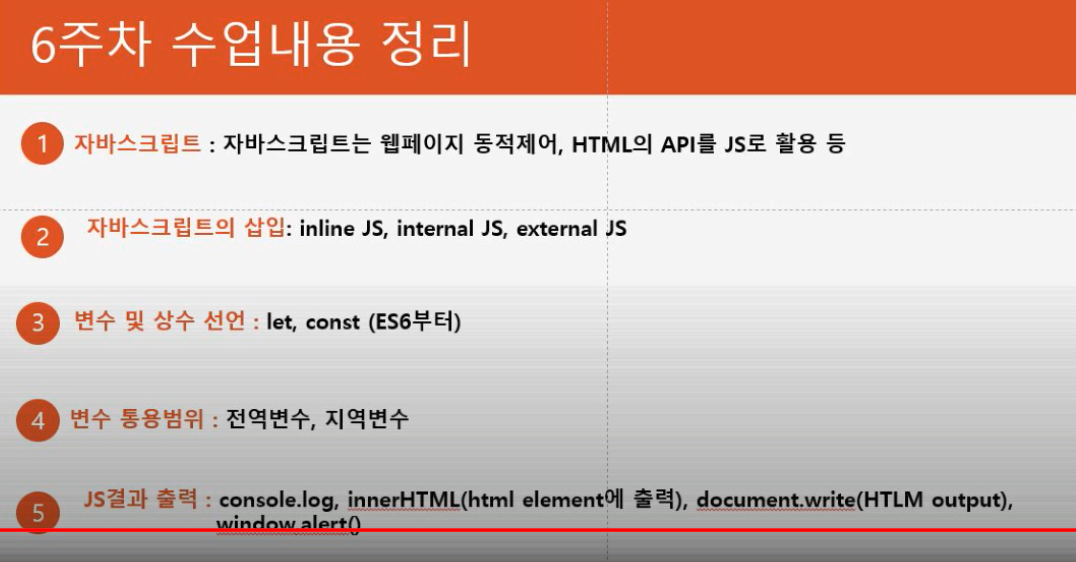 6주차 수업내용 정리
1 자바스크립트 : 자바스크립트는 웹페이지 동적제어, HTML의 API를 JS로 활용 등
2 자바스크립트의 삽입: inline JS, internal JS, external JS
3 변수 및 상수 선언 : let, const (ES6부터)
4 변수 통용범위 : 전역변수, 지역변수
5 JS결과 출력 : console.log, innerHTML(html element에 출력), document.write(HTLM output),
window.alert()